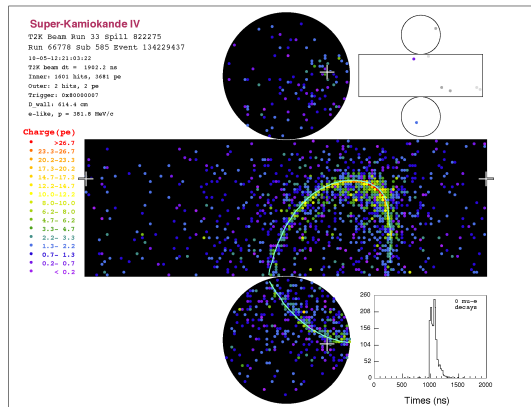 Super-Kamiokande IV
T2K Beam Run 33 Spill 822275
Run 66778 Sub 585 Event 134229437
10-05-12:21:03:22
T2K beam dt = 1902.2 ns
Inner: 1601 hits, 3681 pe
Outer: 2 hits, 2 pe
Trigger: 0x80000007
D_wall: 614.4 cm
e-like, p = 381.8 MeV/c
Charge(pe)
>26.7
23.3-26.7
20.2-23.3
17.3-20.2
14.7-17.3
12.2-14.7
8.0-10.0
6.2- 8.0
4.7- 6.2
3.3- 4.7
2.2- 3.3
1.3- 2.2
0.7- 1.3
0.2- 0.7
< 0.2
0 mu-e
decays
260
208
156
104
52
0
0 500 1000 1500 2000
Times (ns)